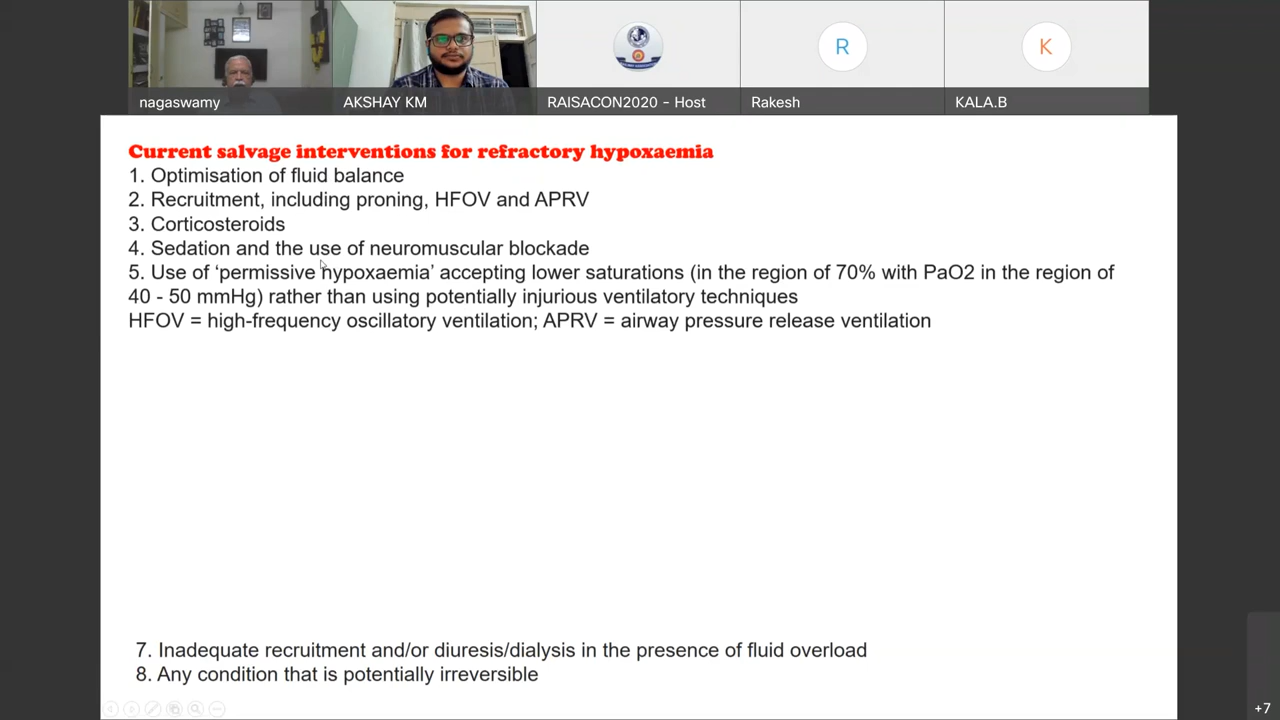 nagaswamy
AKSHAY KM
RAISACON2020 - Host
R
Rakesh
K
KALA.B
Current salvage interventions for refractory hypoxaemia
1. Optimisation of fluid balance
2. Recruitment, including proning, HFOV and APRV
3. Corticosteroids
4. Sedation and the use of neuromuscular blockade
5. Use of ‘permissive hypoxaemia’ accepting lower saturations (in the region of 70% with PaO2 in the region of
40 - 50 mmHg) rather than using potentially injurious ventilatory techniques
HFOV = high-frequency oscillatory ventilation; APRV = airway pressure release ventilation
7. Inadequate recruitment and/or diuresis/dialysis in the presence of fluid overload
8. Any condition that is potentially irreversible
+7